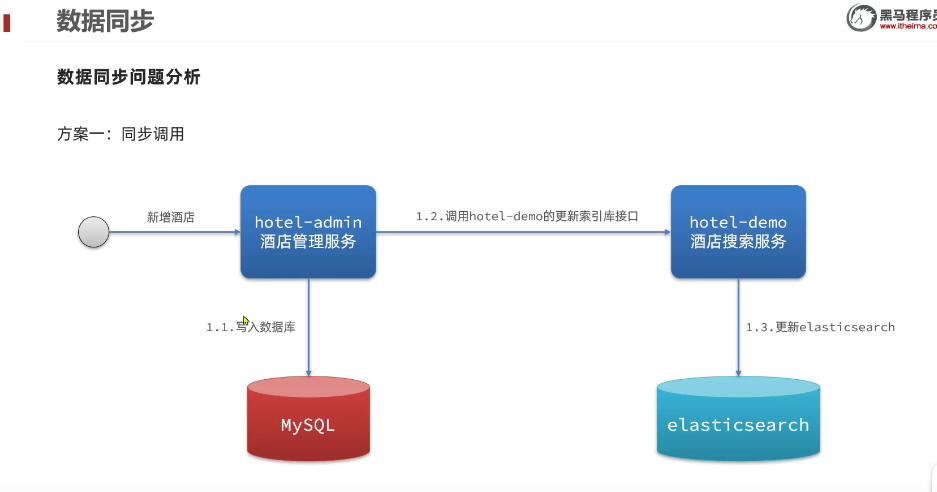 数据同步
黑马程序员
www.itheima.co
数据同步问题分析
方案一：同步调用
新增酒店
hotel-admin
酒店管理服务
1.2.调用hotel-demo的更新索引库接口
hotel-demo
酒店搜索服务
1.1.写入数据库
1.3.更新elasticsearch
MySQL
elasticsearch